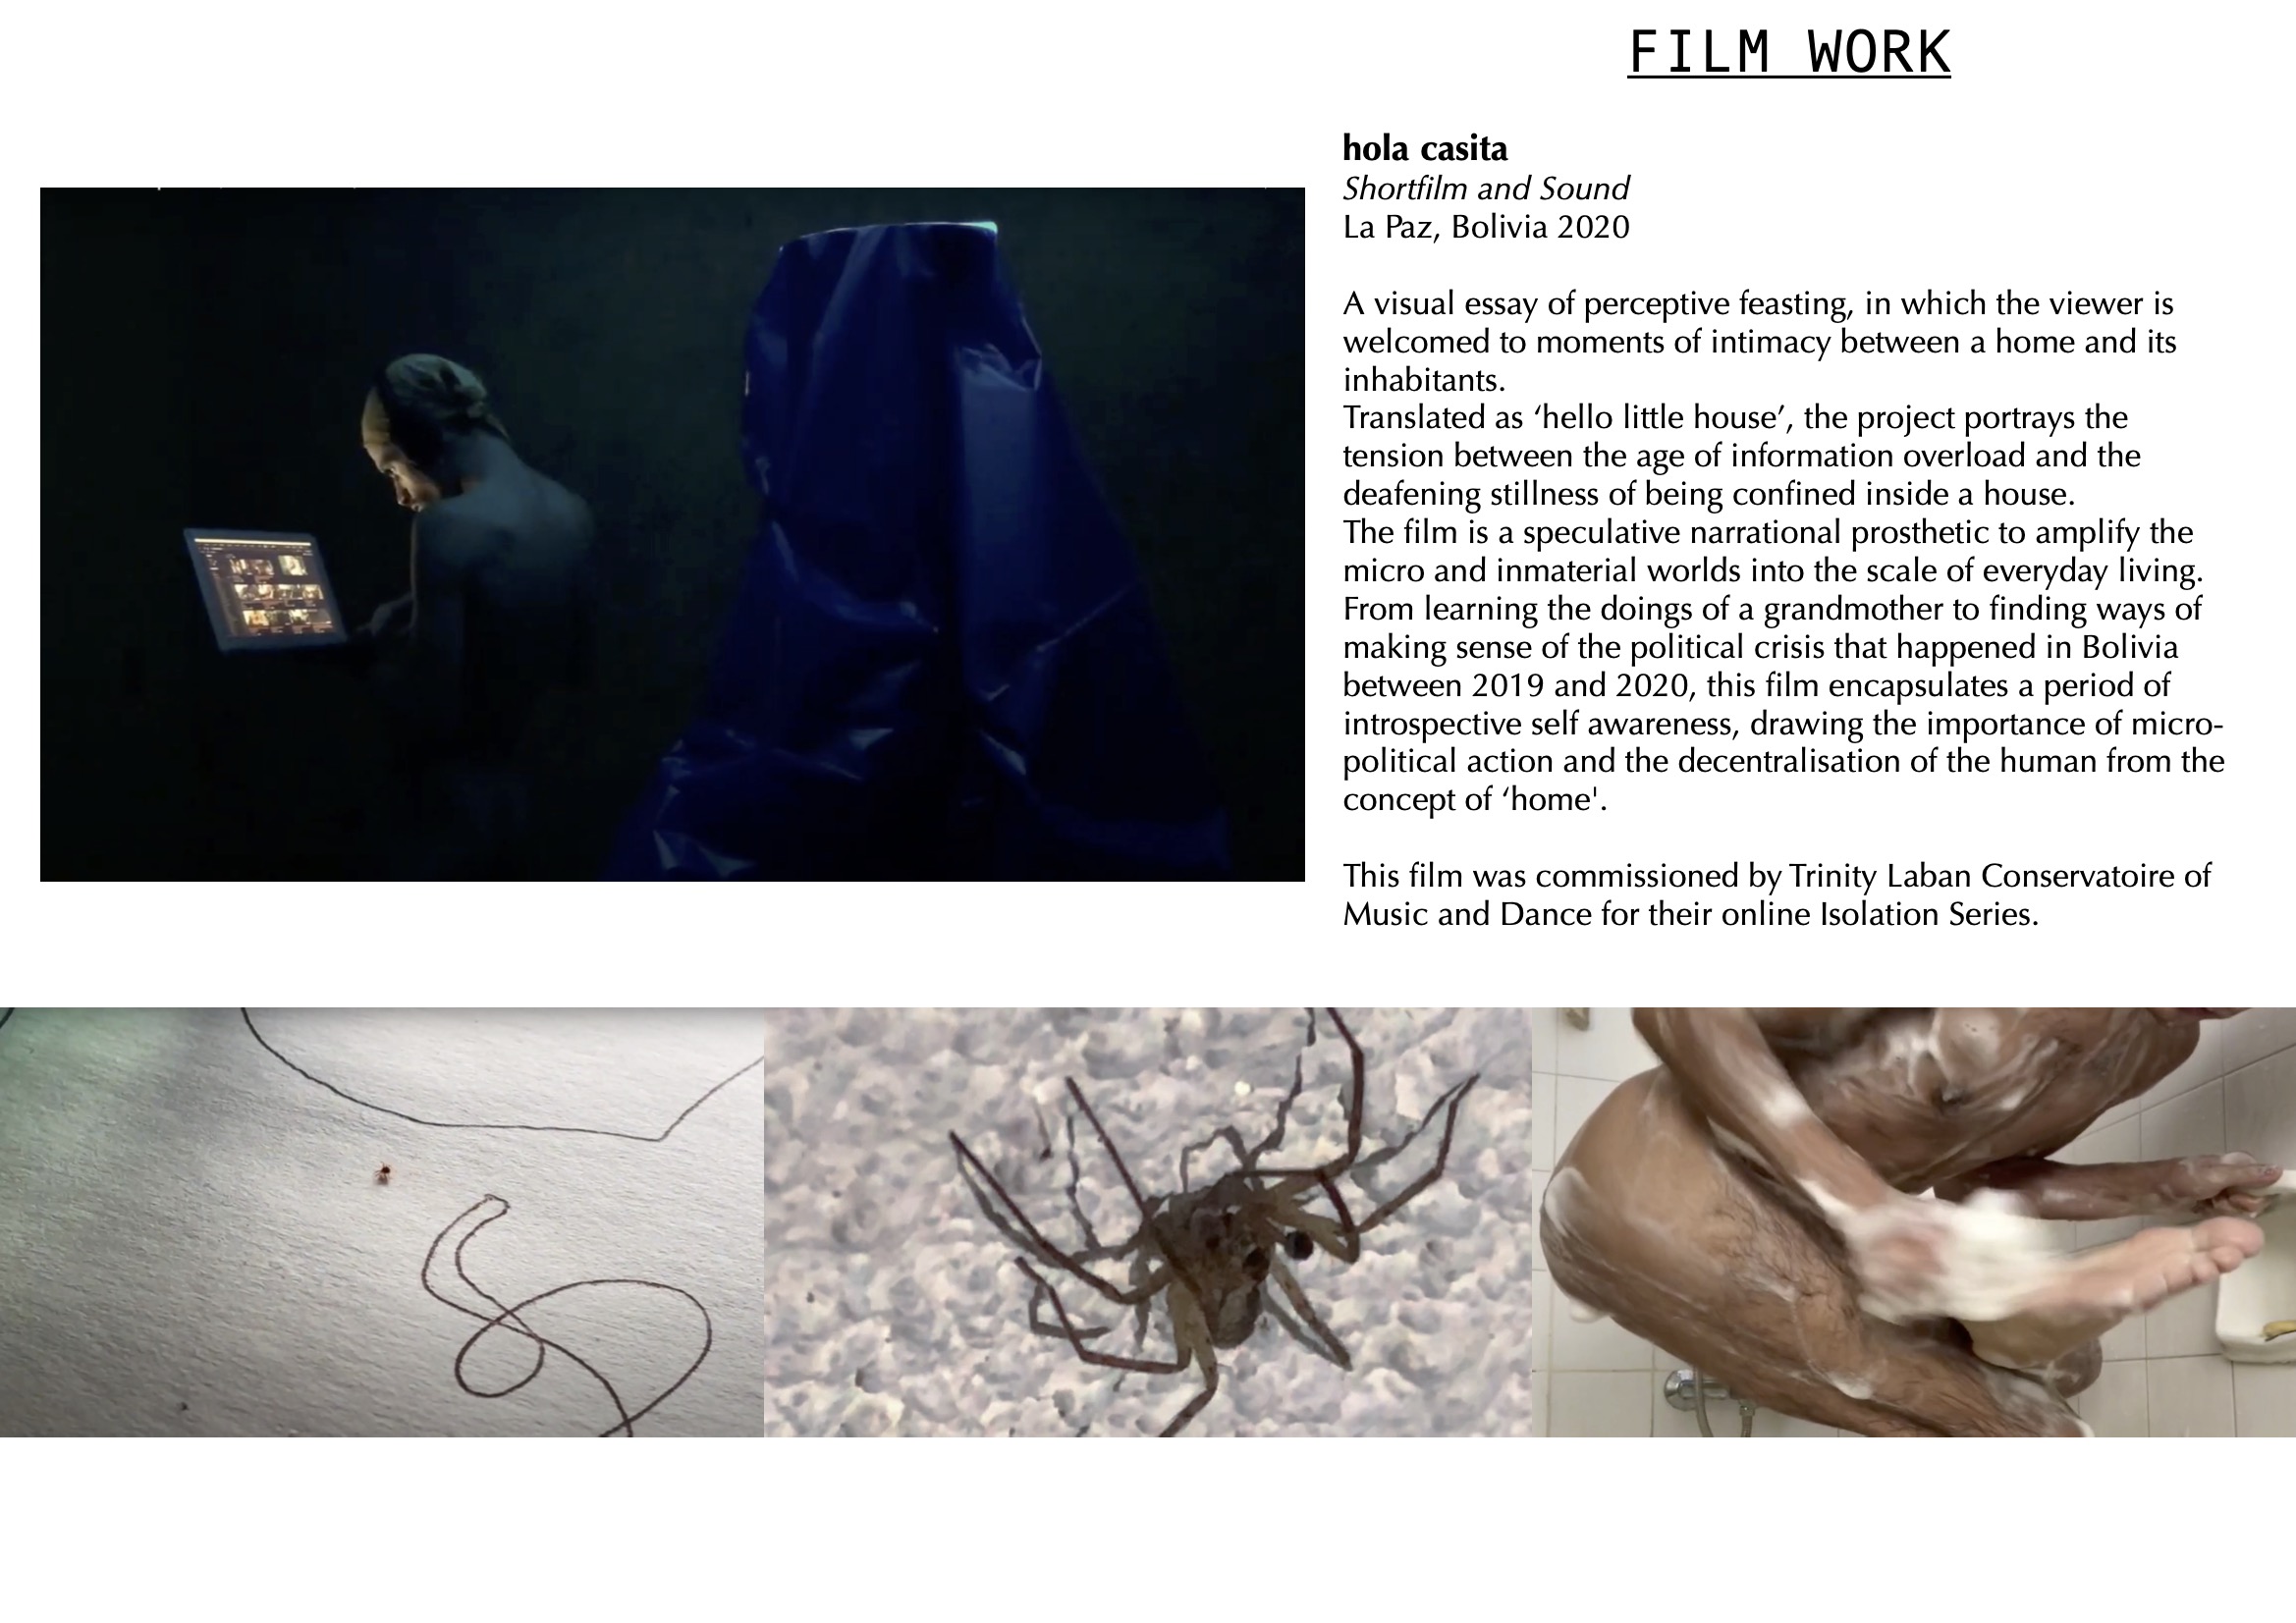 FILM WORK
hola casita
Shortfilm and Sound
La Paz, Bolivia 2020
A visual essay of perceptive feasting, in which the viewer is
welcomed to moments of intimacy between a home and its
inhabitants.
Translated as ‘hello little house’, the project portrays the
tension between the age of information overload and the
deafening stillness of being confined inside a house.
The film is a speculative narrational prosthetic to amplify the
micro and inmaterial worlds into the scale of everyday living.
From learning the doings of a grandmother to finding ways of
making sense of the political crisis that happened in Bolivia
between 2019 and 2020, this film encapsulates a period of
introspective self awareness, drawing the importance of micro-
political action and the decentralisation of the human from the
concept of ‘home'.
This film was commissioned by Trinity Laban Conservatoire of
Music and Dance for their online Isolation Series.